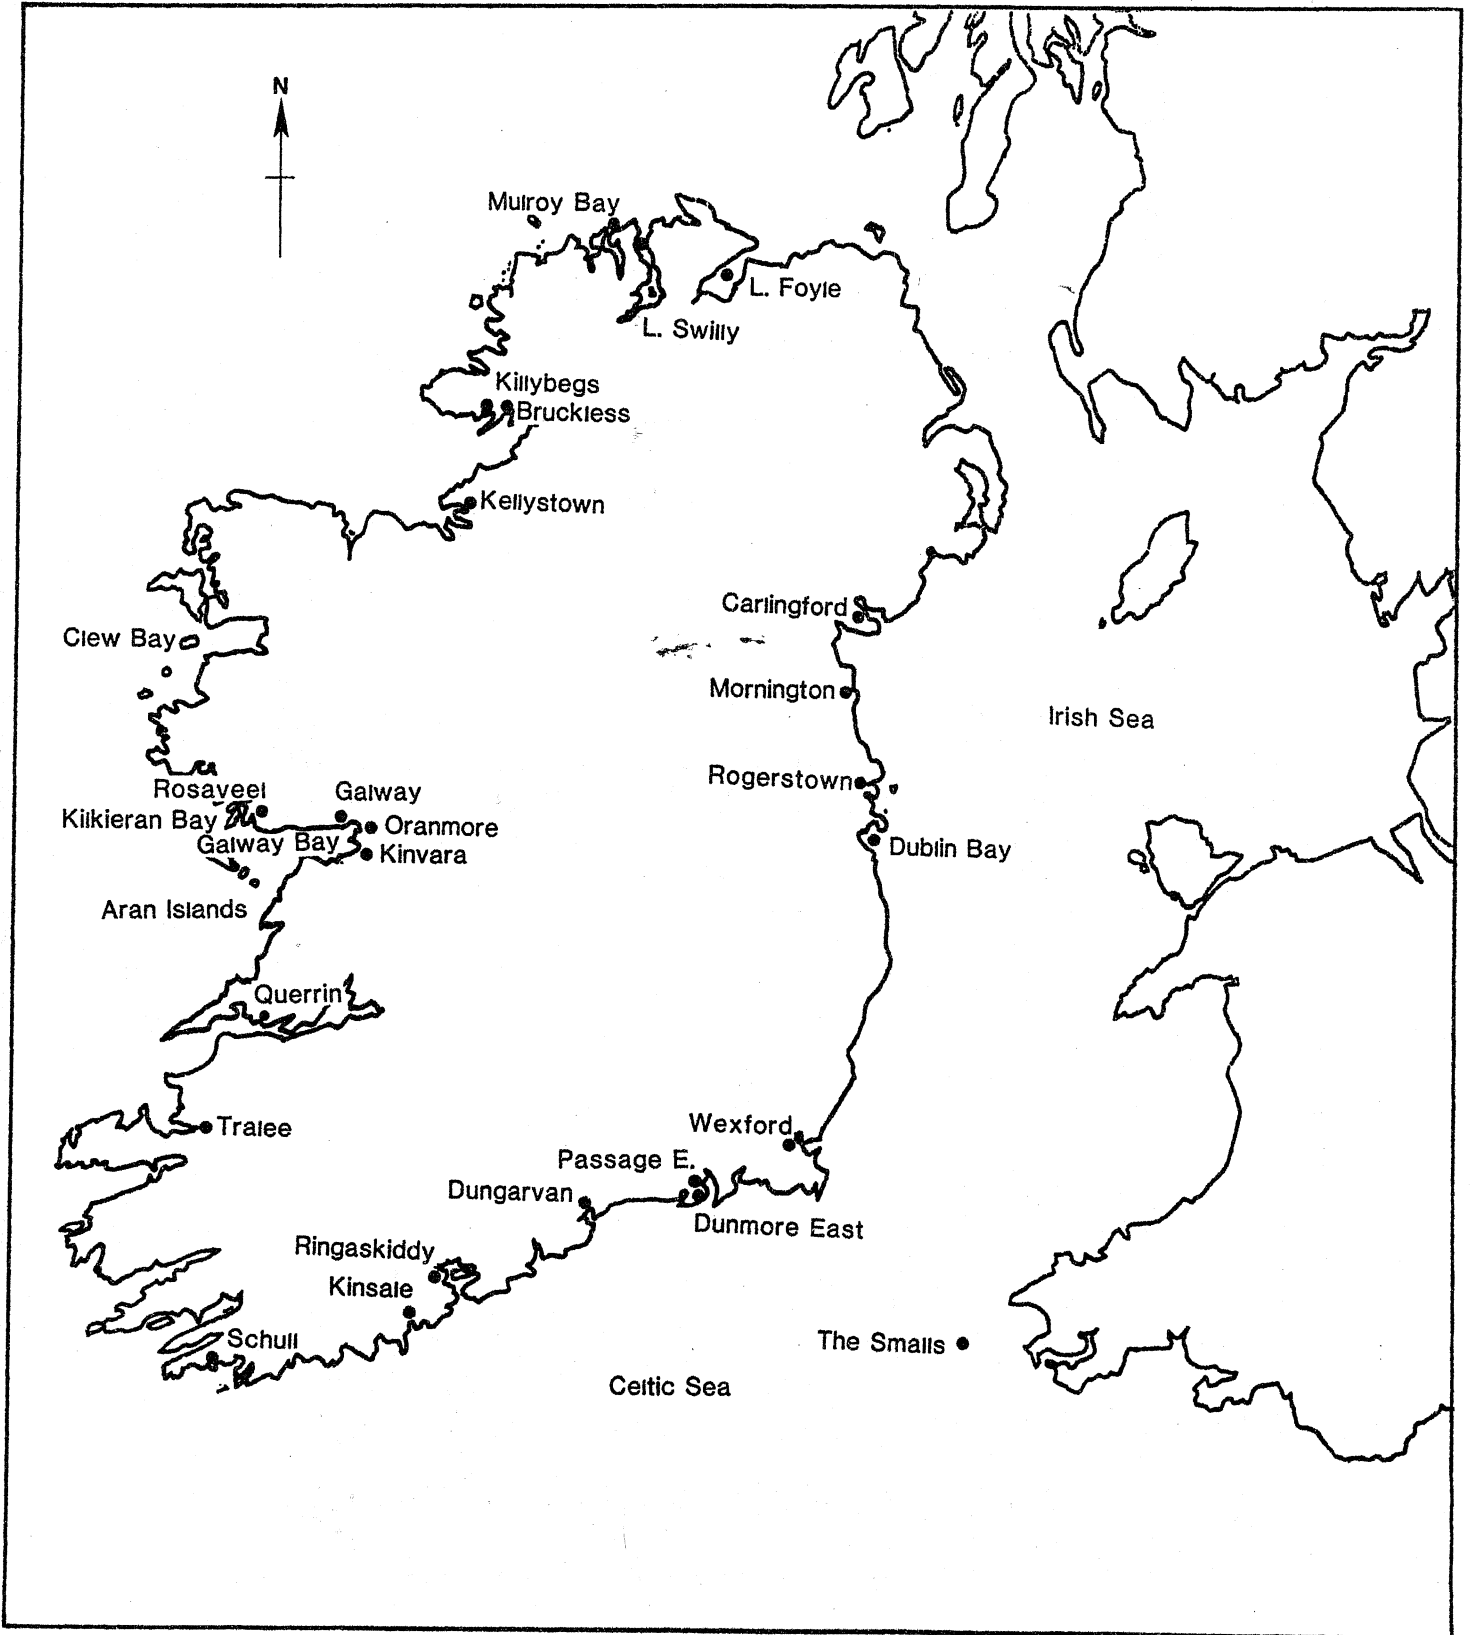 N
Mulroy Bay
L. Foyle
L. Swilly
Killybegs
Bruckless
Kellystown
Carlingford
Clew Bay
Mornington
Irish Sea
Rogerstown
Rosaveel
Galway
Kilkieran Bay
Oranmore
Galway Bay
Kinvara
Dublin Bay
Aran Islands
Querrin
Tralee
Wexford
Passage E.
Dungarvan
Dunmore East
Ringaskiddy
Kinsale
Schull
The Smalls
Celtic Sea